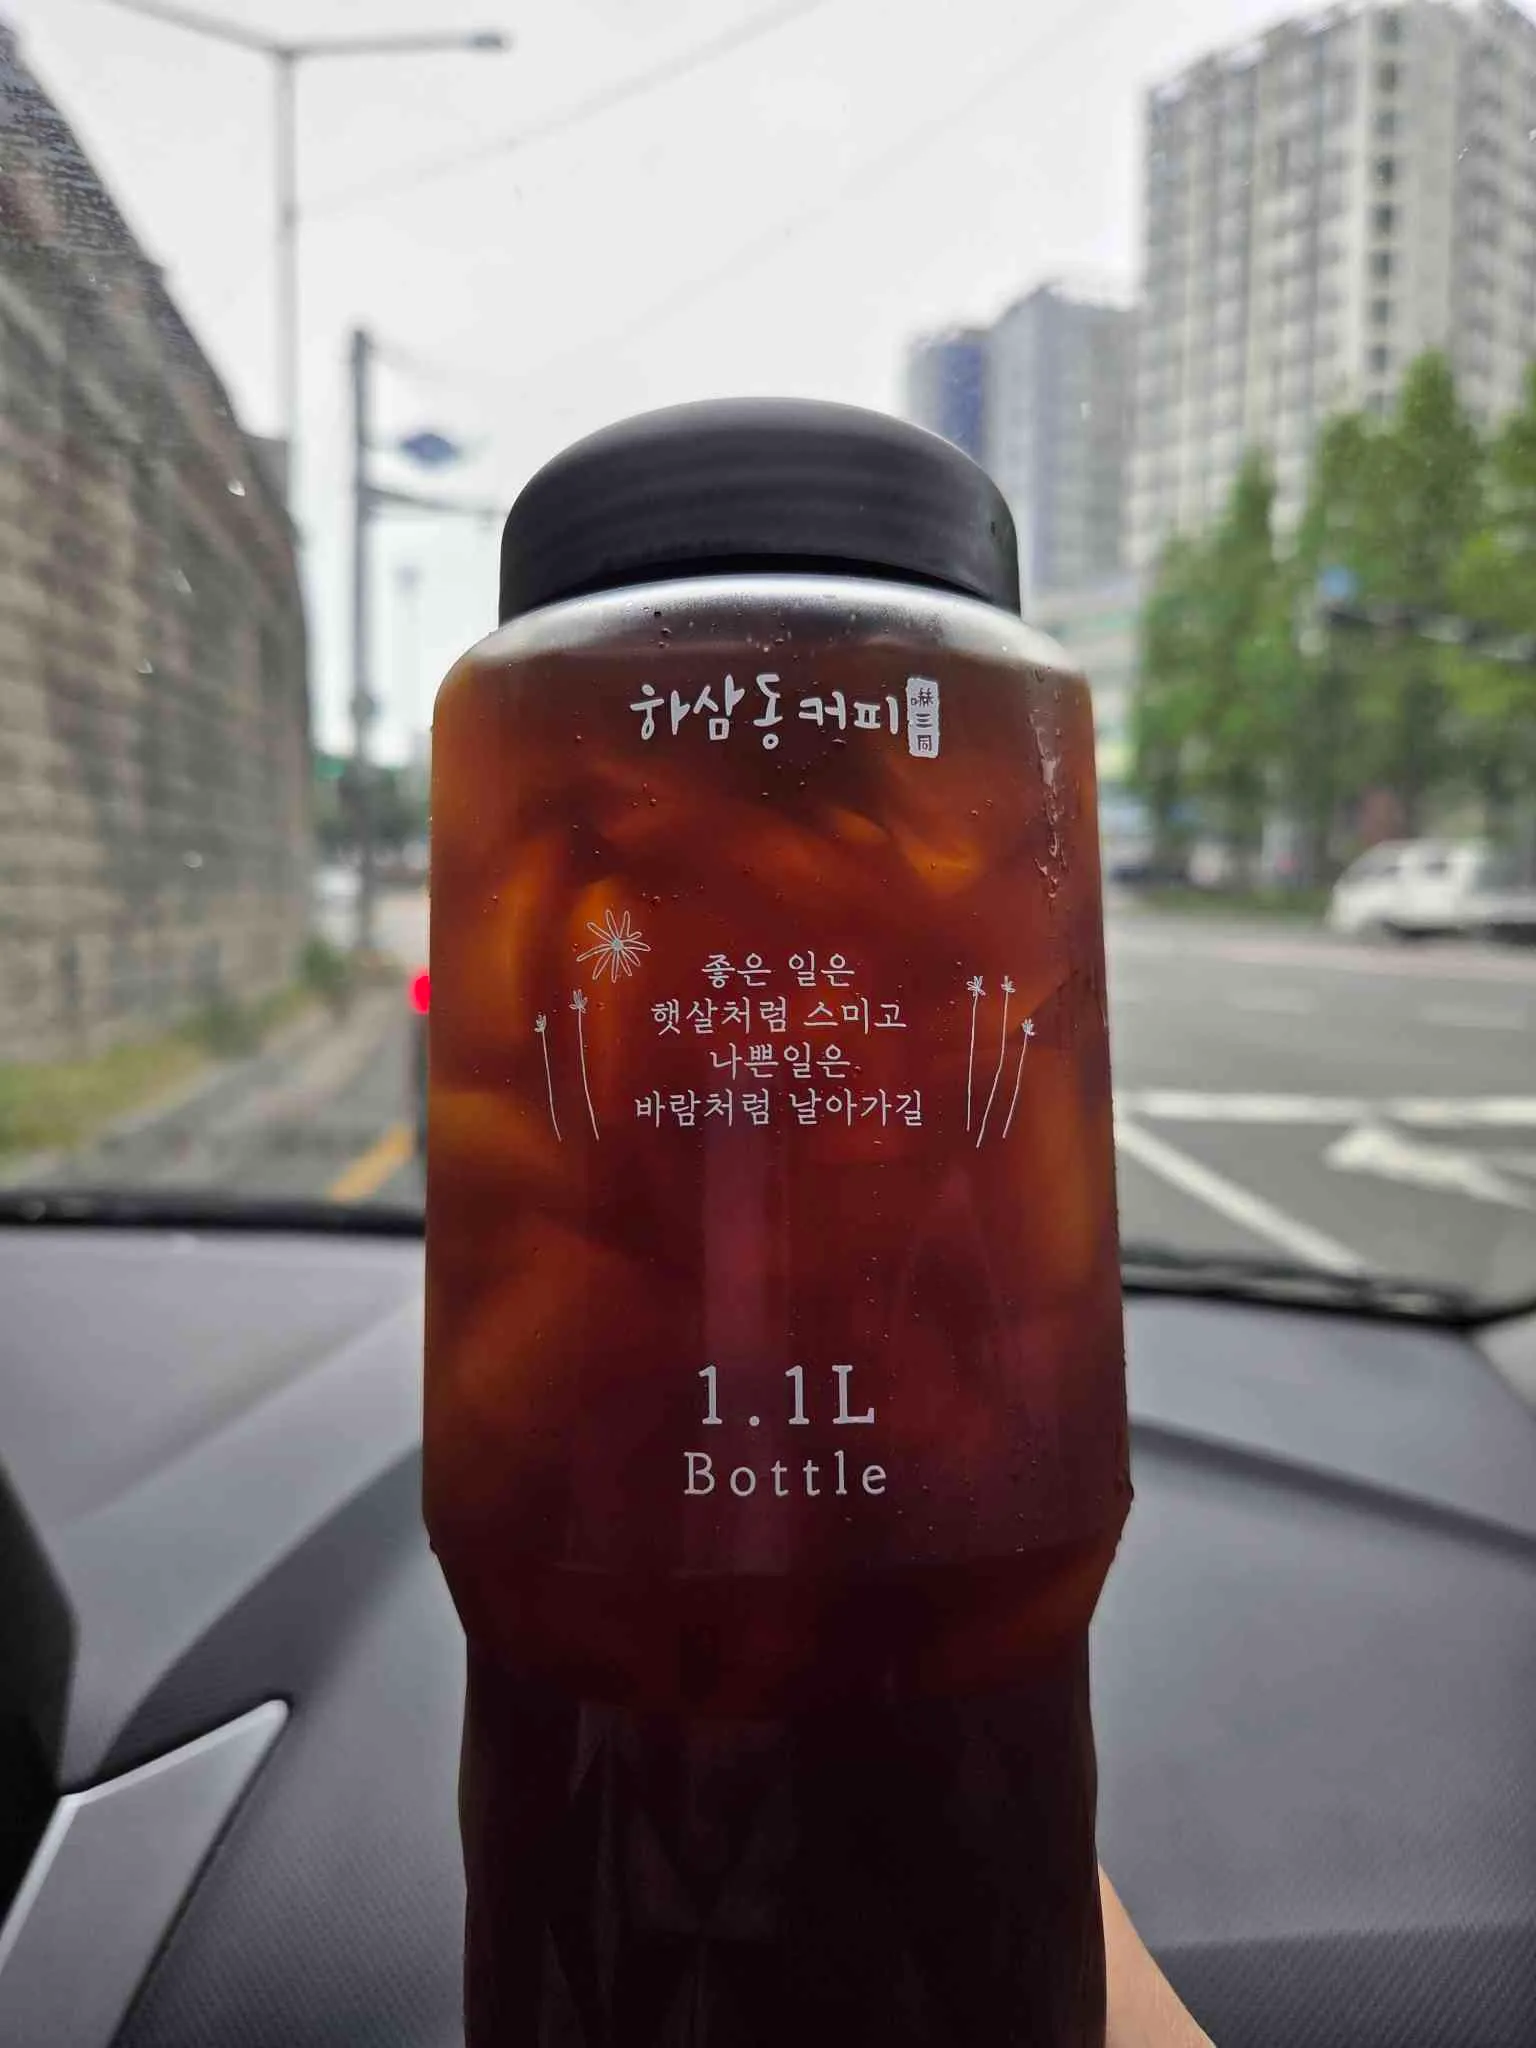 하삼동커피
좋은 일은
햇살처럼 스미고
나쁜일은
바람처럼 날아가길
1.1L
Bottle